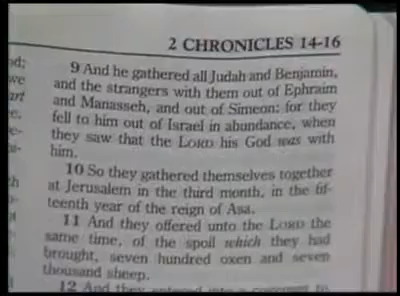 2 CHRONICLES 14-16
9 And he gathered all Judah and Benjamin,
and the strangers with them out of Ephraim
and Manasseh, and out of Simeon: for they
fell to him out of Israel in abundance, when
they saw that the LORD his God was with
him.
10 So they gathered themselves together
at Jerusalem in the third month, in the fif-
teenth year of the reign of Asa.
11 And they offered unto the LORD the
same time, of the spoil which they had
brought, seven hundred oxen and seven
thousand sheep.
12 And they entered into a covenant to